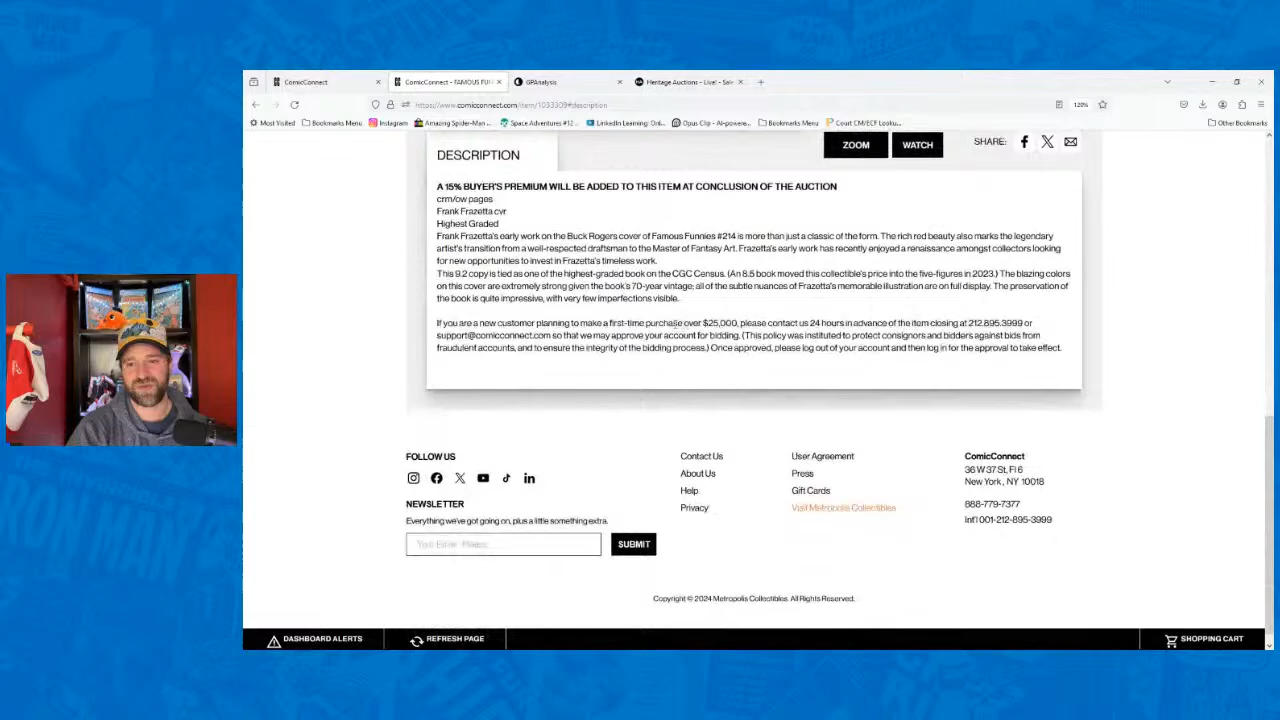 ComicConnect
ComicConnect - FAMOUS FUN
GPAnalysis
Heritage Auctions - Live! - Sale
https://www.comicconnect.com/item/1033309#description
120%
Most Visited
Bookmarks Menu
Instagram
Amazing Spider-Man ...
Space Adventures #12 ...
LinkedIn Learning: Onl...
Opus Clip - AI-powere...
Bookmarks Menu
Court CM/ECF Looku...
Other Bookmarks
DESCRIPTION
ZOOM
WATCH
SHARE:
A 15% BUYER'S PREMIUM WILL BE ADDED TO THIS ITEM AT CONCLUSION OF THE AUCTION
crm/ow pages
Frank Frazetta cvr
Highest Graded
Frank Frazetta's early work on the Buck Rogers cover of Famous Funnies #214 is more than just a classic of the form. The rich red beauty also marks the legendary
artist's transition from a well-respected draftsman to the Master of Fantasy Art. Frazetta's early work has recently enjoyed a renaissance amongst collectors looking
for new opportunities to invest in Frazetta's timeless work.
This 9.2 copy is tied as one of the highest-graded book on the CGC Census. (An 8.5 book moved this collectible's price into the five-figures in 2023.) The blazing colors
on this cover are extremely strong given the book's 70-year vintage; all of the subtle nuances of Frazetta's memorable illustration are on full display. The preservation of
the book is quite impressive, with very few imperfections visible.
If you are a new customer planning to make a first-time purchase over $25,000, please contact us 24 hours in advance of the item closing at 212.895.3999 or
support@comicconnect.com so that we may approve your account for bidding. (This policy was instituted to protect consignors and bidders against bids from
fraudulent accounts, and to ensure the integrity of the bidding process.) Once approved, please log out of your account and then log in for the approval to take effect.
FOLLOW US
NEWSLETTER
Everything we've got going on, plus a little something extra.
SUBMIT
Contact Us
About Us
Help
Privacy
User Agreement
Press
Gift Cards
Visit Metropolis Collectibles
ComicConnect
36 W 37 St, Fl 6
New York, NY 10018
888-779-7377
Int'l 001-212-895-3999
Copyright © 2024 Metropolis Collectibles. All Rights Reserved.
DASHBOARD ALERTS
REFRESH PAGE
SHOPPING CART